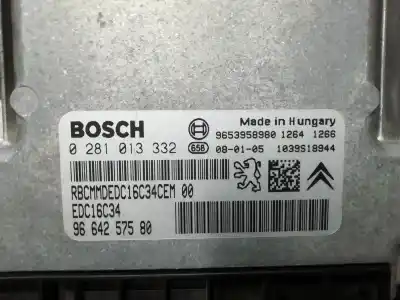 BOSCH
Made in Hungary
9653958980 1264 1266
0 281 013 332
656 08-01-05 1039S18944
RBCMMDEDC16C34CEM 00
EDC16C34
96 642 575 80